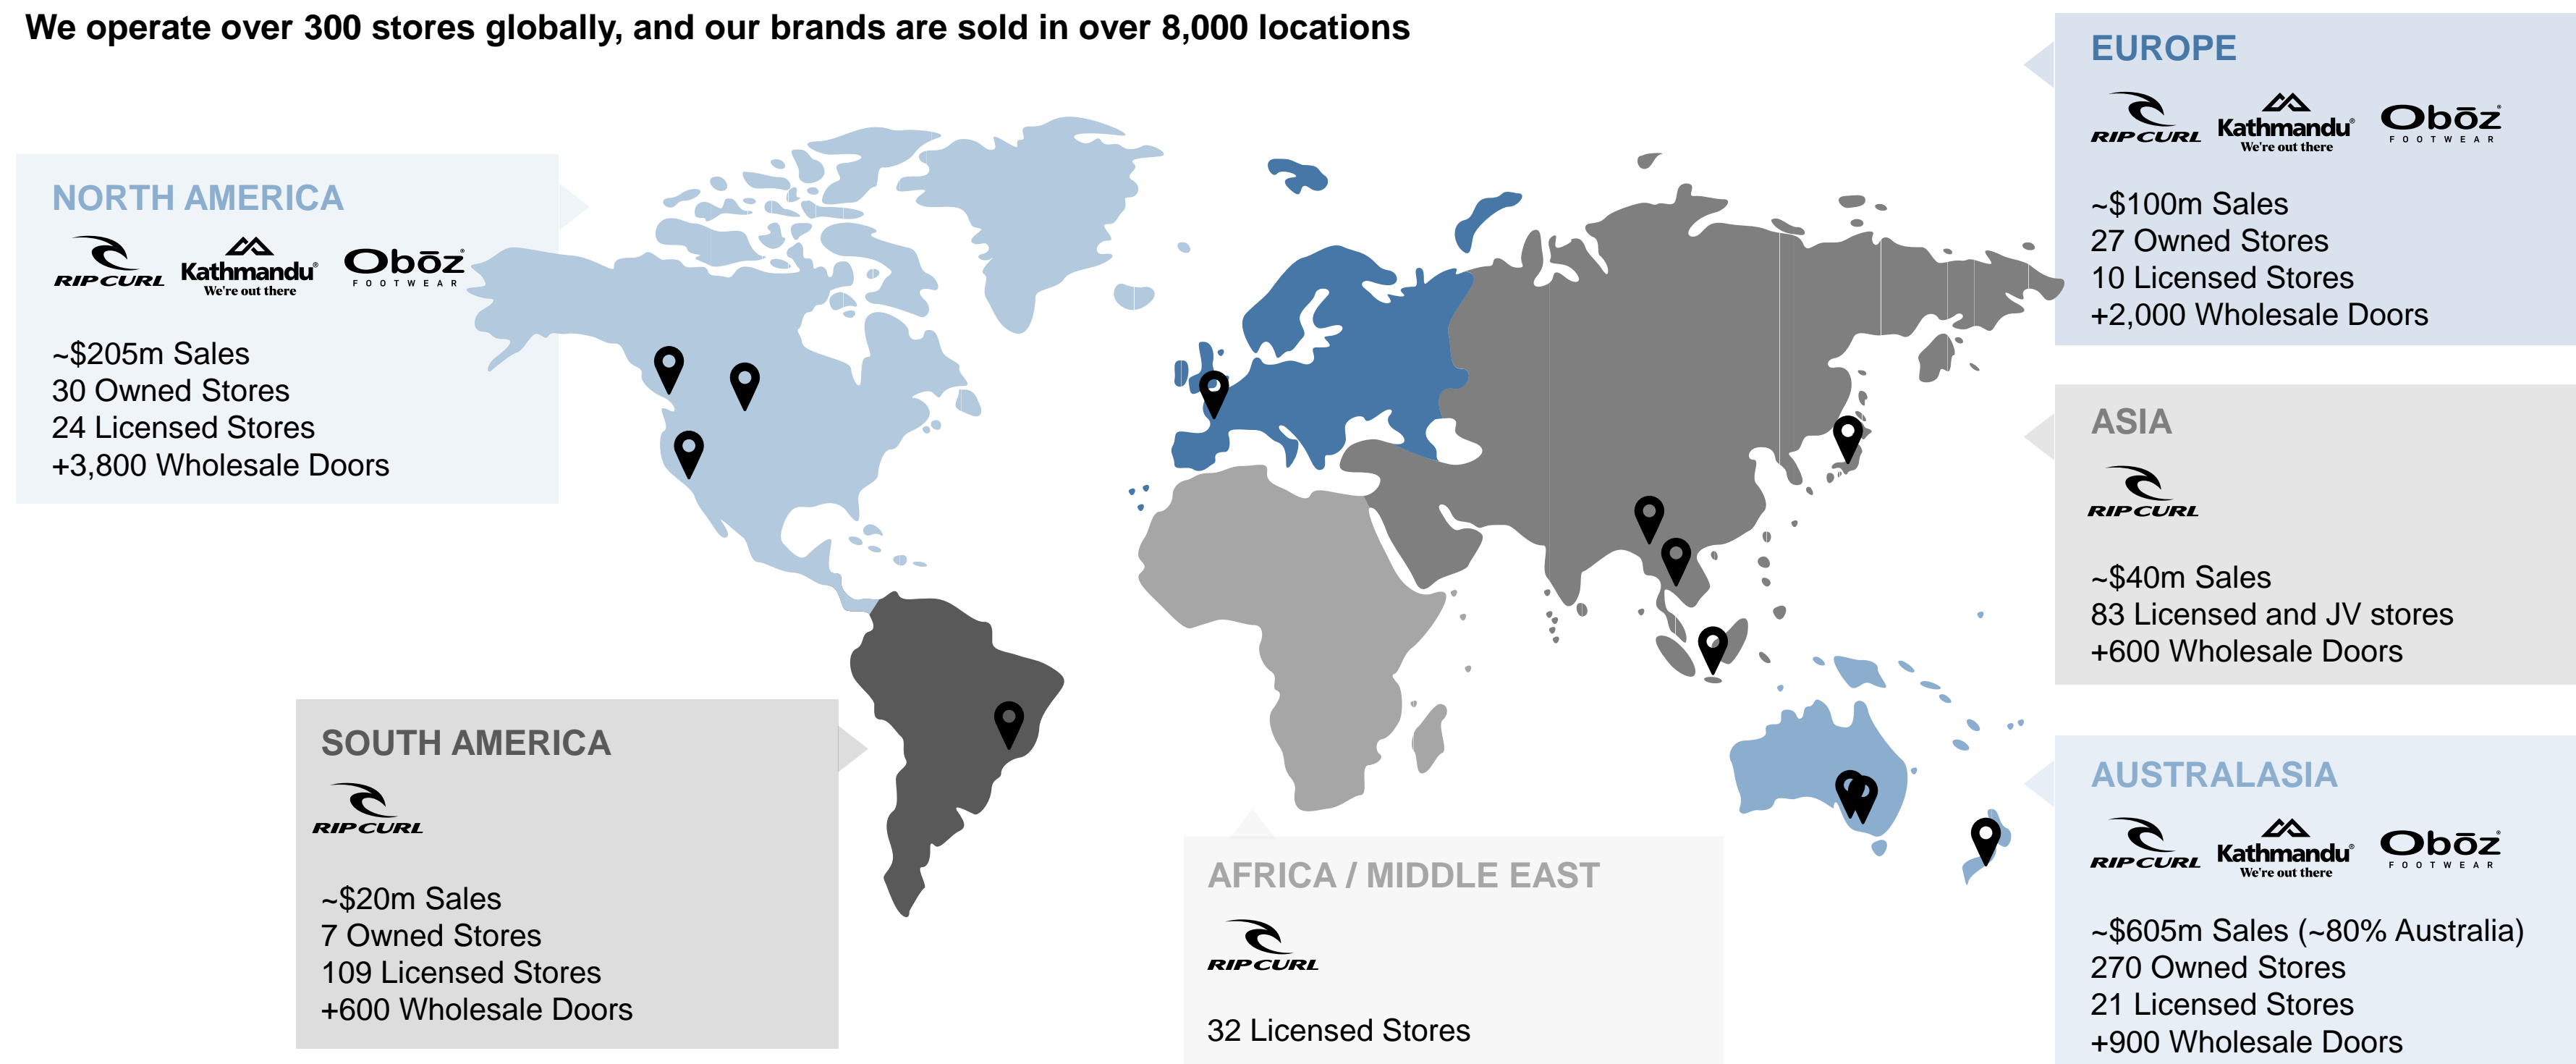 We operate over 300 stores globally, and our brands are sold in over 8,000 locations
NORTH AMERICA
RIP CURL
Kathmandu®
We're out there
Obōz®
FOOTWEAR
~$205m Sales
30 Owned Stores
24 Licensed Stores
+3,800 Wholesale Doors
SOUTH AMERICA
RIP CURL
~$20m Sales
7 Owned Stores
109 Licensed Stores
+600 Wholesale Doors
AFRICA / MIDDLE EAST
RIP CURL
32 Licensed Stores
EUROPE
RIP CURL
Kathmandu®
We're out there
Obōz®
FOOTWEAR
~$100m Sales
27 Owned Stores
10 Licensed Stores
+2,000 Wholesale Doors
ASIA
RIP CURL
~$40m Sales
83 Licensed and JV stores
+600 Wholesale Doors
AUSTRALASIA
RIP CURL
Kathmandu®
We're out there
Obōz®
FOOTWEAR
~$605m Sales (~80% Australia)
270 Owned Stores
21 Licensed Stores
+900 Wholesale Doors